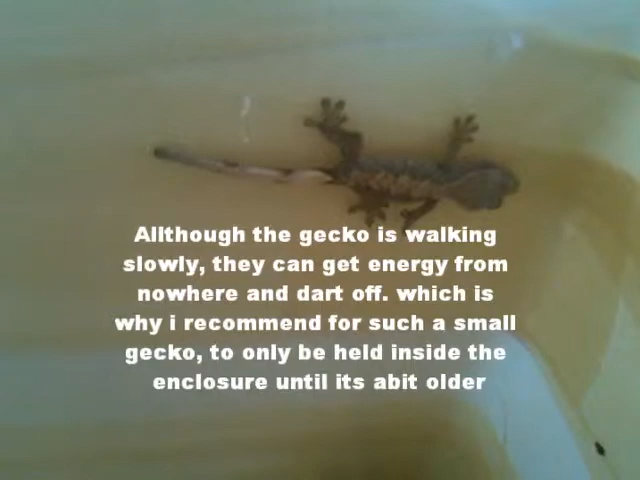 Allthough the gecko is walking
slowly, they can get energy from
nowhere and dart off. which is
why i recommend for such a small
gecko, to only be held inside the
enclosure until its abit older